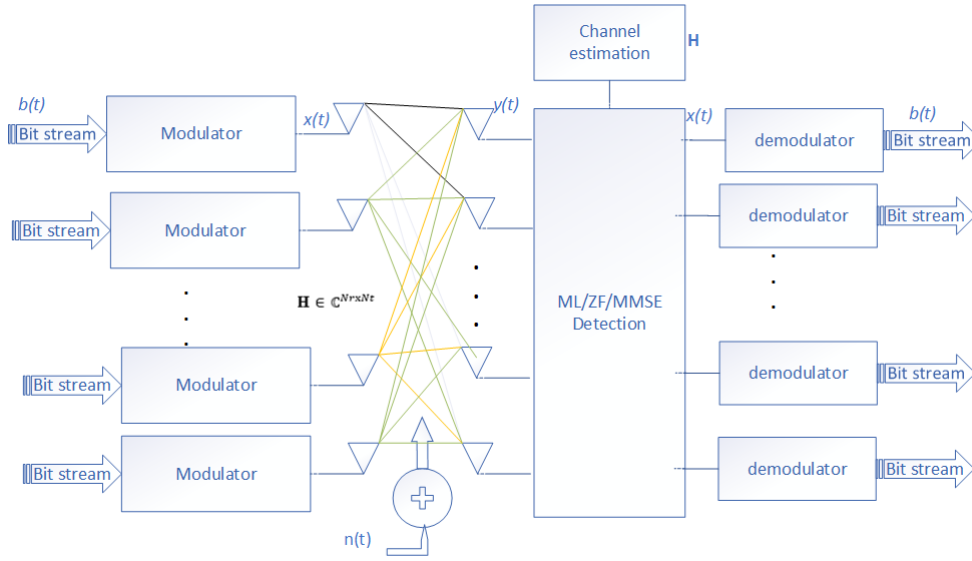 Channel
estimation
H
b(t)
x(t)
y(t)
x(t)
b(t)
Bit stream
Modulator
demodulator
Bit stream
Bit stream
Modulator
demodulator
Bit stream
H ∈ ℂ^{NrxNt}
ML/ZF/MMSE
Detection
Bit stream
Modulator
demodulator
Bit stream
Bit stream
Modulator
demodulator
Bit stream
n(t)